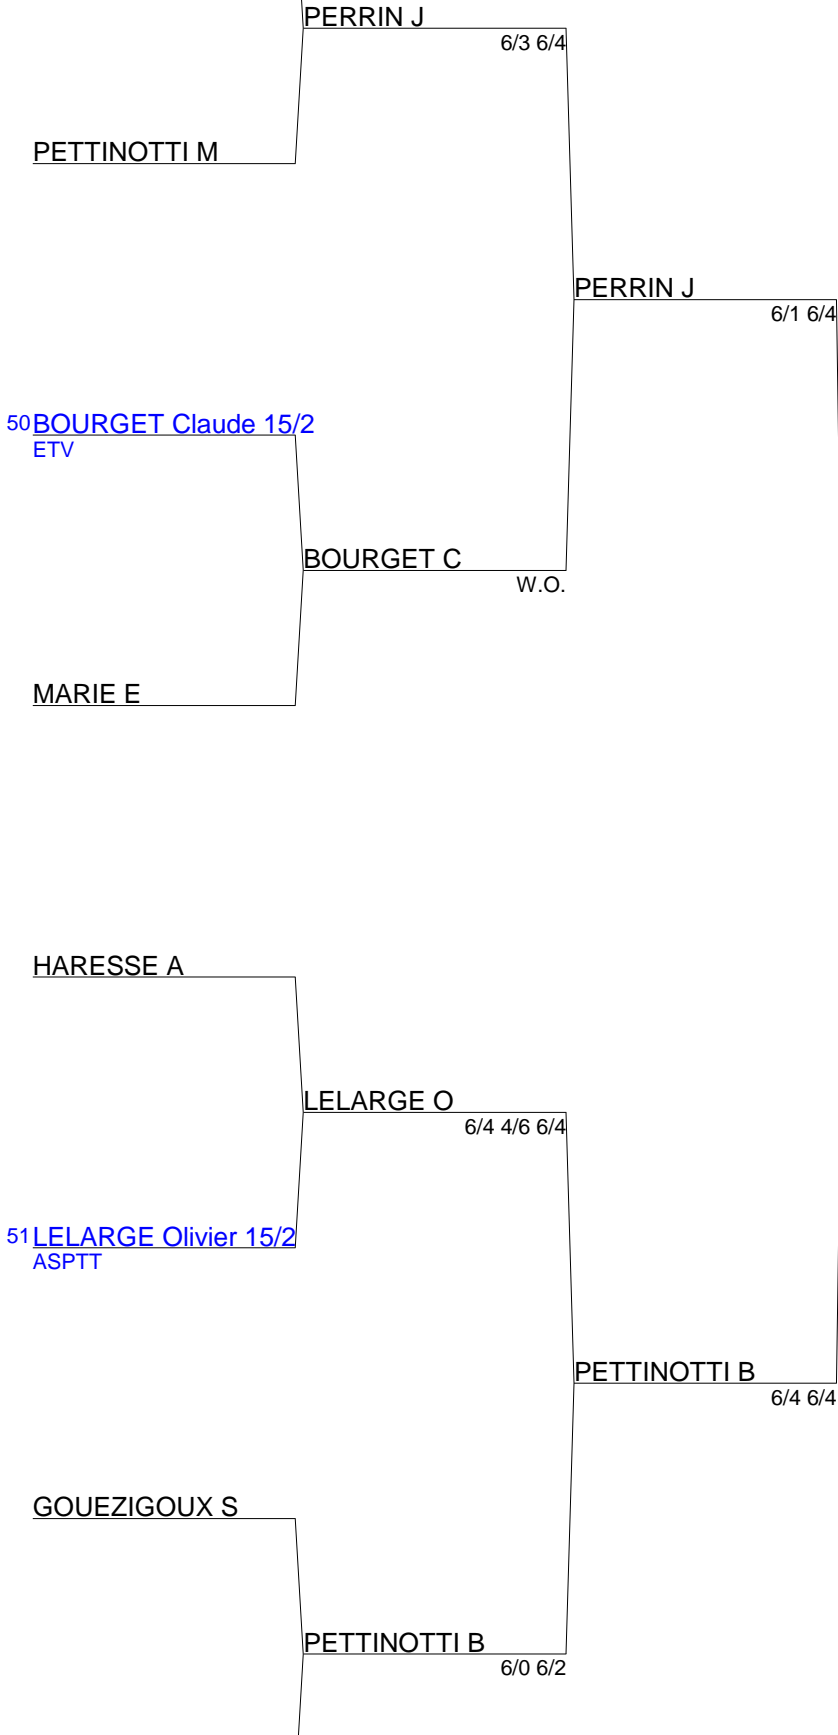 PERRIN J
6/3 6/4
PETTINOTTI M
PERRIN J
6/1 6/4
50 BOURGET Claude 15/2
ETV
BOURGET C
W.O.
MARIE E
HARESSE A
LELARGE O
6/4 4/6 6/4
51 LELARGE Olivier 15/2
ASPTT
PETTINOTTI B
6/4 6/4
GOUEZIGOUX S
PETTINOTTI B
6/0 6/2